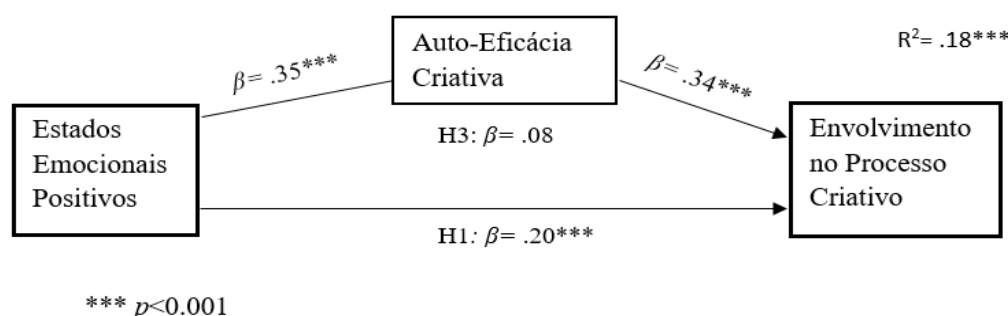 Auto-Eficácia
Criativa
R²= .18***
β= .35***
β= .34***
Estados
Emocionais
Positivos
H3: β= .08
Envolvimento
no Processo
Criativo
H1: β= .20***
*** p<0.001